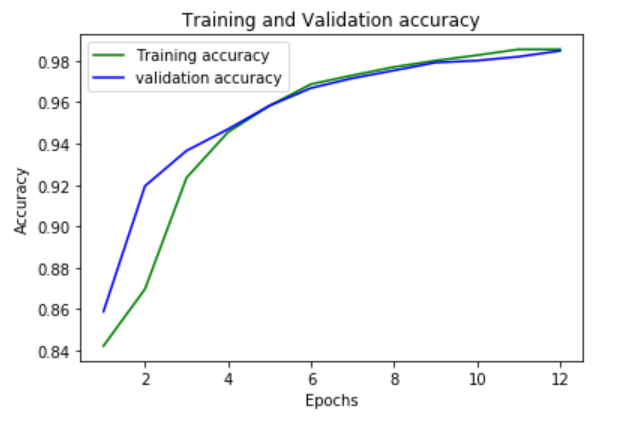 Training and Validation accuracy
Training accuracy
validation accuracy
0.98
0.96
0.94
0.92
0.90
0.88
0.86
0.84
Accuracy
2 4 6 8 10 12
Epochs